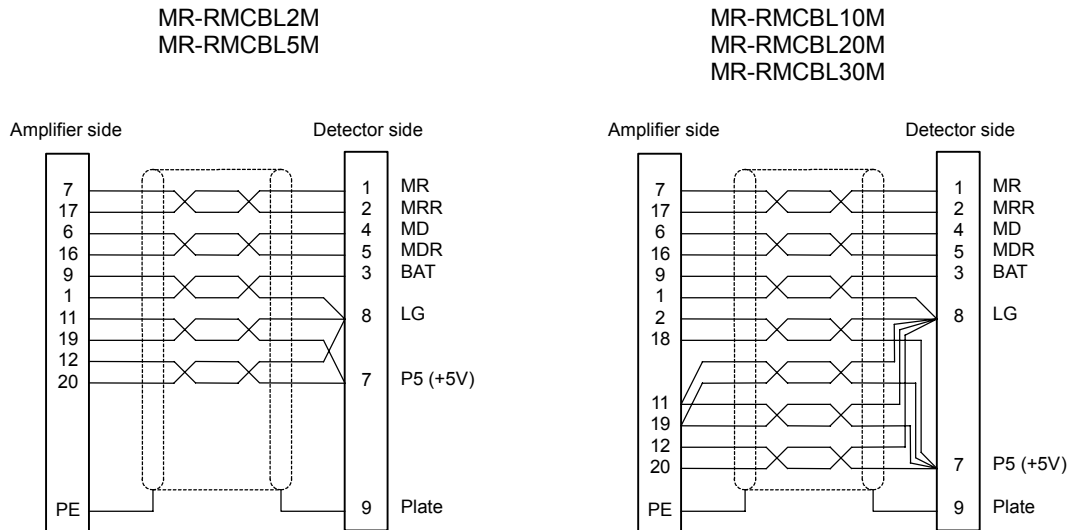 MR-RMCBL2M
MR-RMCBL5M
Amplifier side
Detector side
7 1 MR
17 2 MRR
6 4 MD
16 5 MDR
9 3 BAT
1
11 8 LG
19
12
20 7 P5 (+5V)
PE 9 Plate
MR-RMCBL10M
MR-RMCBL20M
MR-RMCBL30M
Amplifier side
Detector side
7 1 MR
17 2 MRR
6 4 MD
16 5 MDR
9 3 BAT
1
2 8 LG
18
11
19
12
20 7 P5 (+5V)
PE 9 Plate